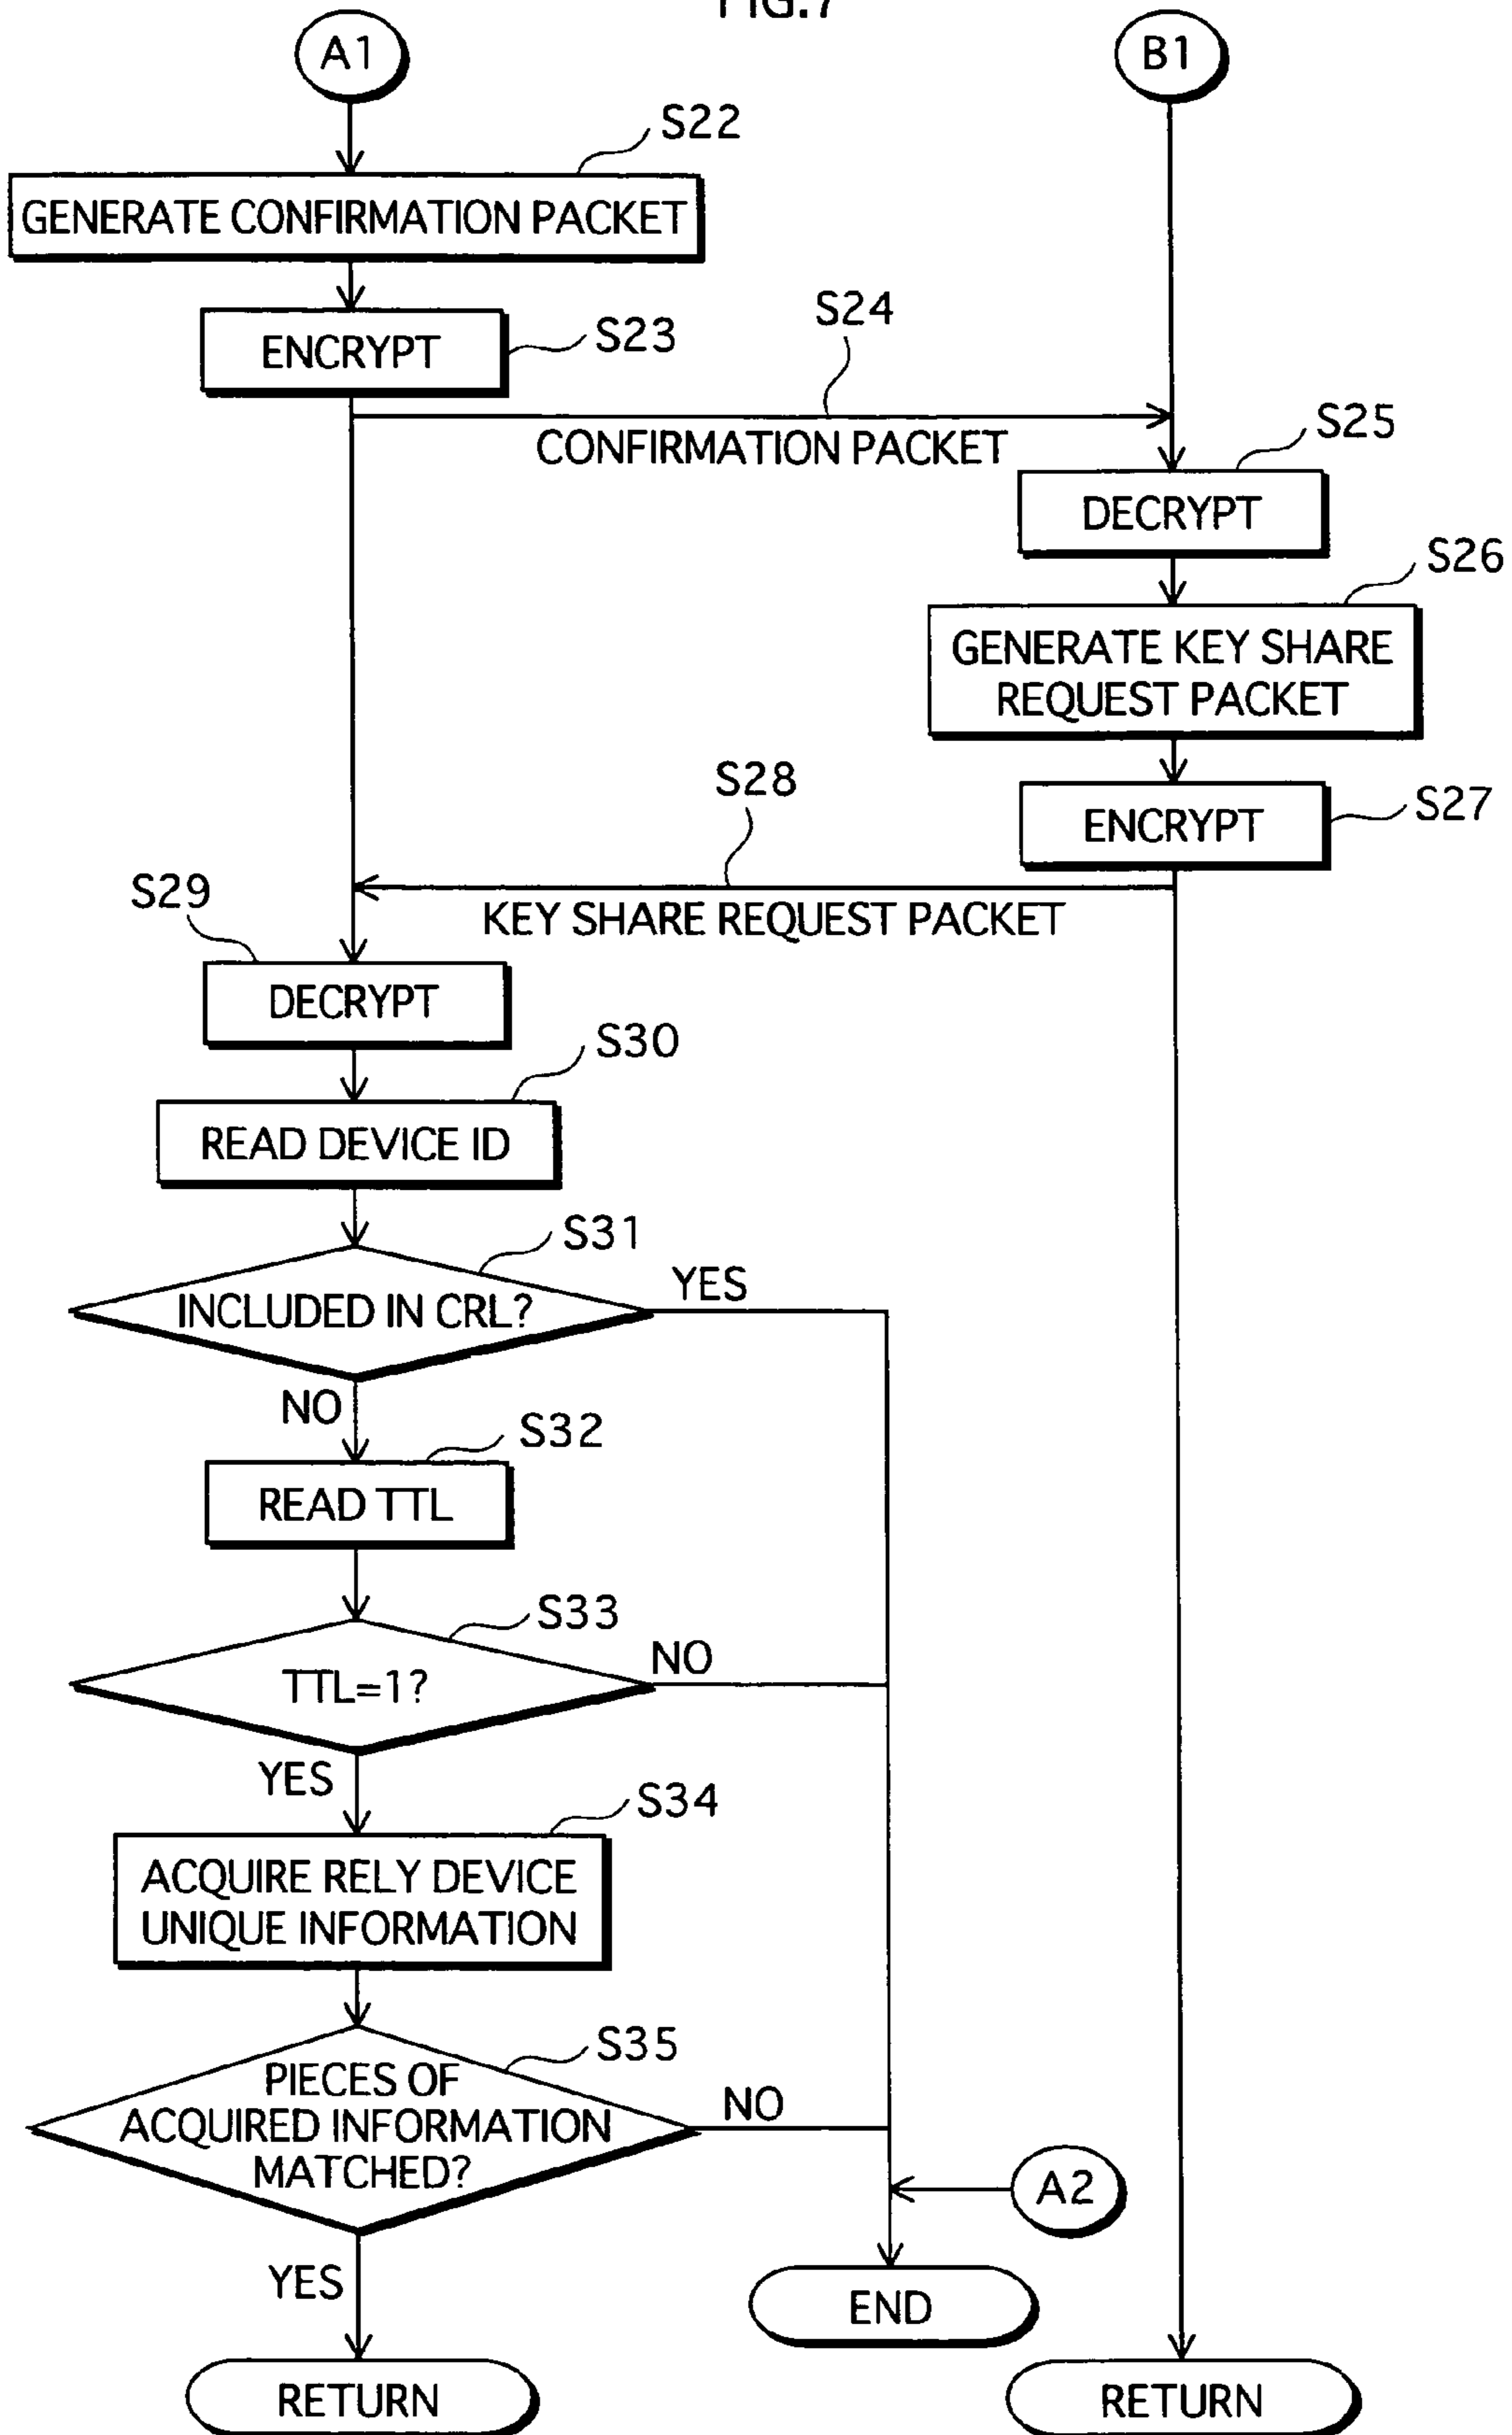 FIG.7
A1
B1
S22
GENERATE CONFIRMATION PACKET
S23
ENCRYPT
S24
CONFIRMATION PACKET
S25
DECRYPT
S26
GENERATE KEY SHARE
REQUEST PACKET
S27
ENCRYPT
S28
KEY SHARE REQUEST PACKET
S29
DECRYPT
S30
READ DEVICE ID
S31
INCLUDED IN CRL?
YES
NO
S32
READ TTL
S33
TTL=1?
NO
YES
S34
ACQUIRE RELY DEVICE
UNIQUE INFORMATION
S35
PIECES OF
ACQUIRED INFORMATION
MATCHED?
NO
A2
YES
END
RETURN
RETURN